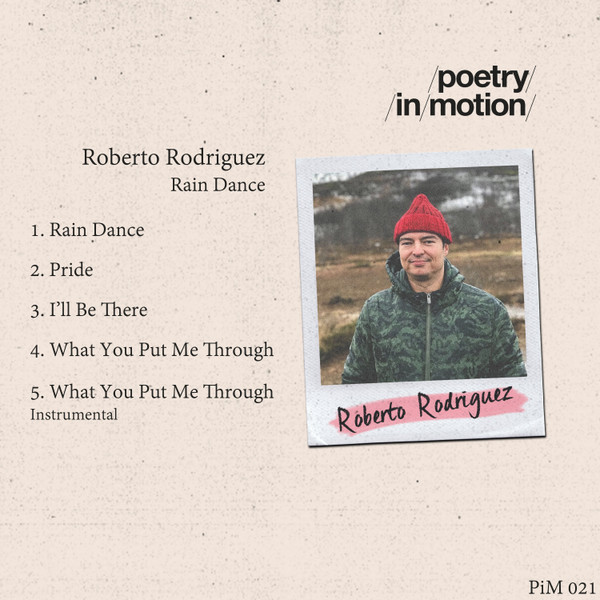 /poetry/
/in/motion/
Roberto Rodriguez
Rain Dance
1. Rain Dance
2. Pride
3. I'll Be There
4. What You Put Me Through
5. What You Put Me Through
Instrumental
Roberto Rodriguez
PiM 021